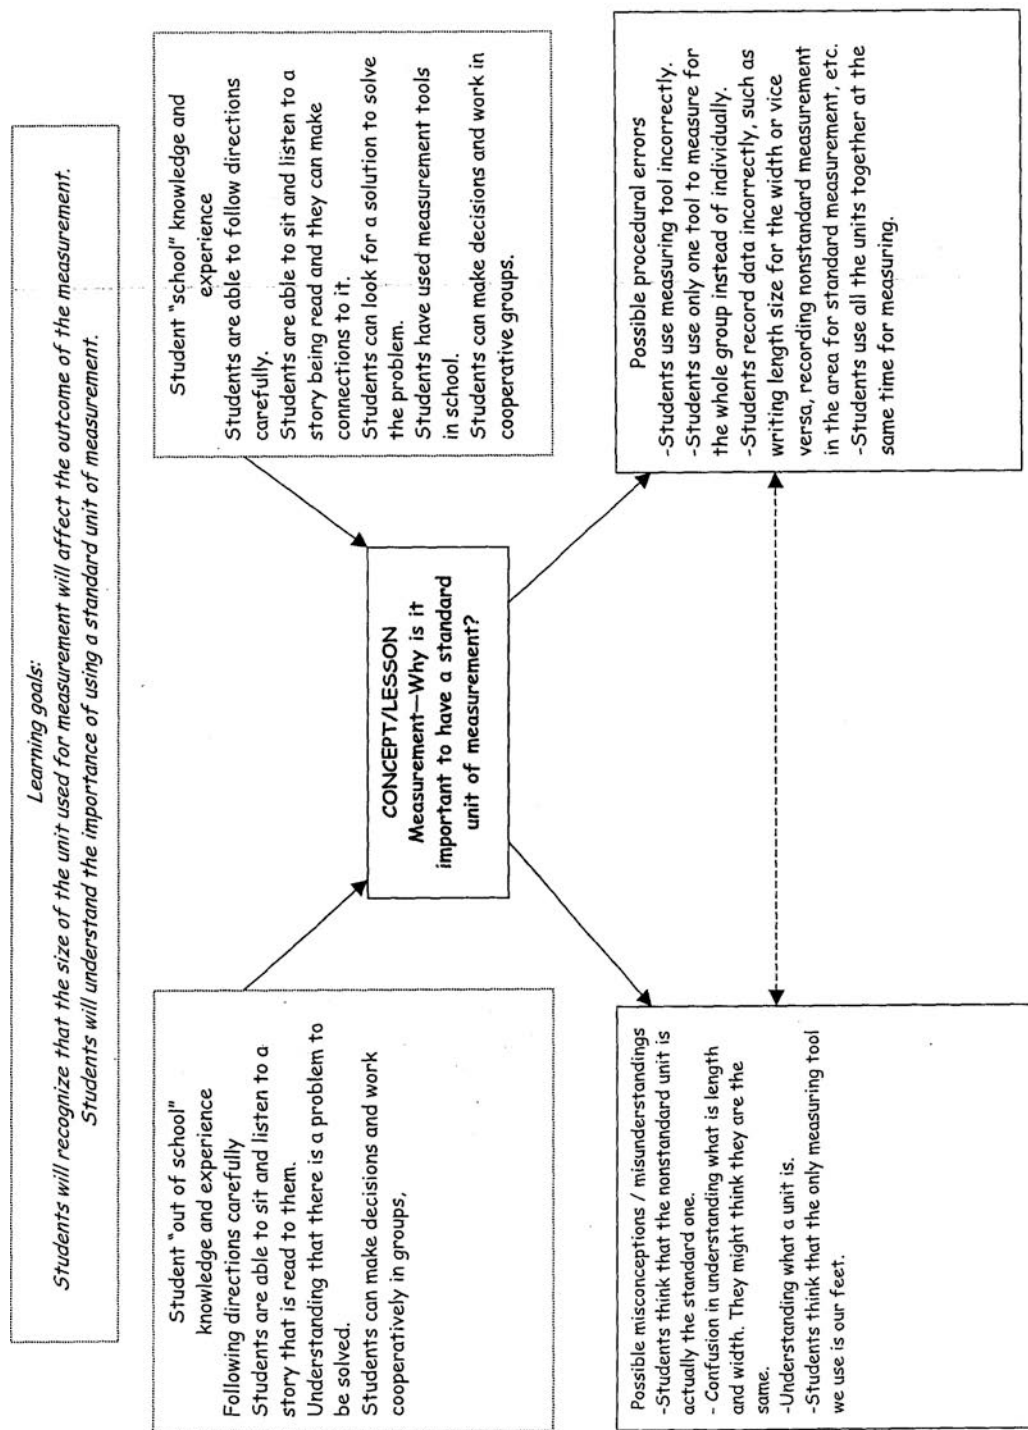 Learning goals:
Students will recognize that the size of the unit used for measurement will affect the outcome of the measurement.
Students will understand the importance of using a standard unit of measurement.
Student "out of school"
knowledge and experience
Following directions carefully
Students are able to sit and listen to a
story that is read to them.
Understanding that there is a problem to
be solved.
Students can make decisions and work
cooperatively in groups,
Student "school" knowledge and
experience
Students are able to follow directions
carefully.
Students are able to sit and listen to a
story being read and they can make
connections to it.
Students can look for a solution to solve
the problem.
Students have used measurement tools
in school.
Students can make decisions and work in
cooperative groups.
CONCEPT/LESSON
Measurement—Why is it
important to have a standard
unit of measurement?
Possible misconceptions / misunderstandings
-Students think that the nonstandard unit is
actually the standard one.
- Confusion in understanding what is length
and width. They might think they are the
same.
-Understanding what a unit is.
-Students think that the only measuring tool
we use is our feet.
Possible procedural errors
-Students use measuring tool incorrectly.
-Students use only one tool to measure for
the whole group instead of individually.
-Students record data incorrectly, such as
writing length size for the width or vice
versa, recording nonstandard measurement
in the area for standard measurement, etc.
-Students use all the units together at the
same time for measuring.